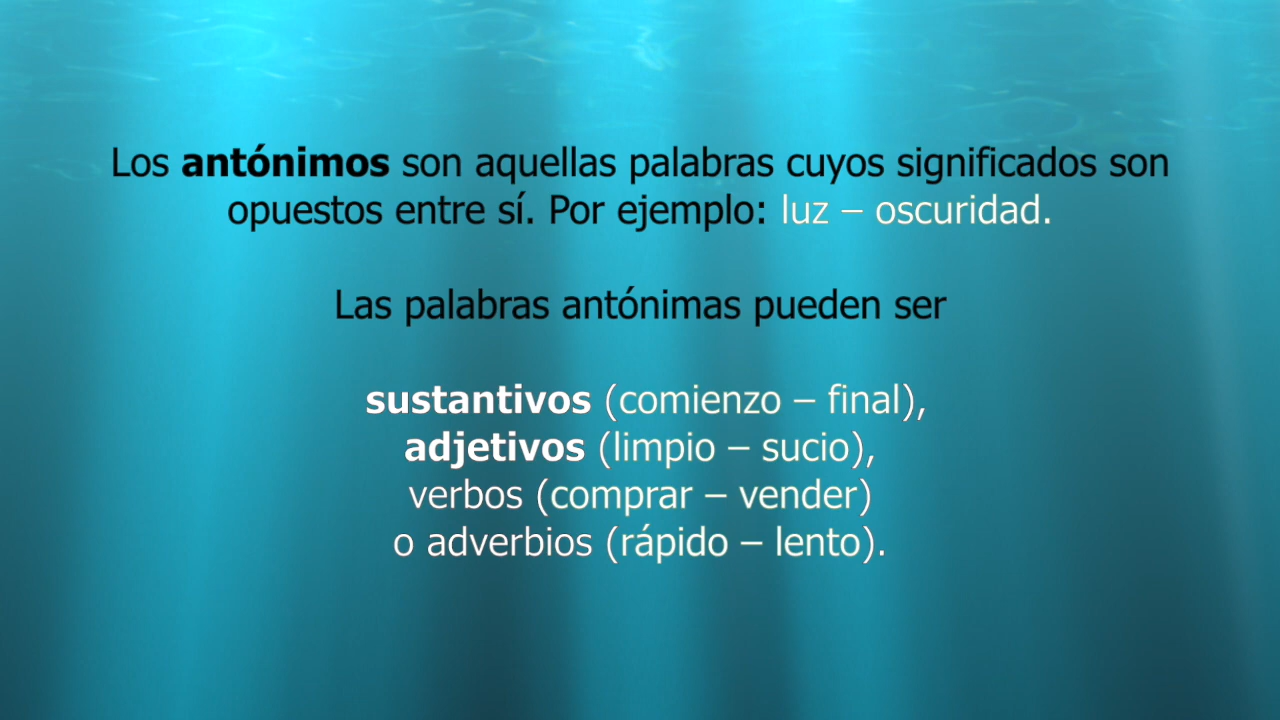 Los antónimos son aquellas palabras cuyos significados son
opuestos entre sí. Por ejemplo: luz – oscuridad.
Las palabras antónimas pueden ser
sustantivos (comienzo – final),
adjetivos (limpio – sucio),
verbos (comprar – vender)
o adverbios (rápido – lento).